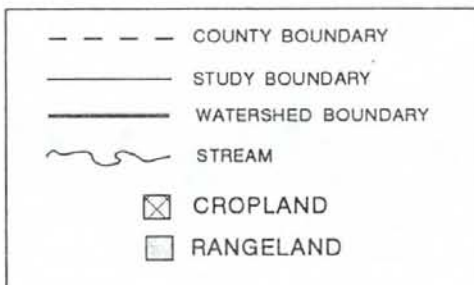 COUNTY BOUNDARY
STUDY BOUNDARY
WATERSHED BOUNDARY
STREAM
CROPLAND
RANGELAND